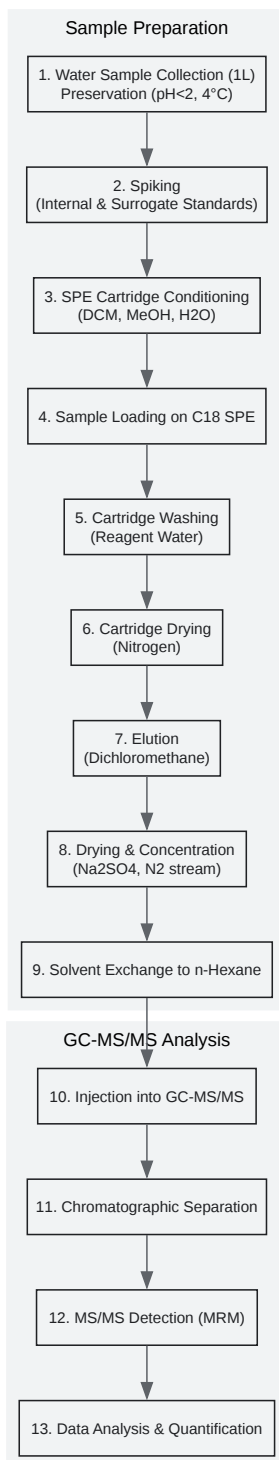 Sample Preparation
1. Water Sample Collection (1L)
Preservation (pH<2, 4°C)
2. Spiking
(Internal & Surrogate Standards)
3. SPE Cartridge Conditioning
(DCM, MeOH, H2O)
4. Sample Loading on C18 SPE
5. Cartridge Washing
(Reagent Water)
6. Cartridge Drying
(Nitrogen)
7. Elution
(Dichloromethane)
8. Drying & Concentration
(Na2SO4, N2 stream)
9. Solvent Exchange to n-Hexane
GC-MS/MS Analysis
10. Injection into GC-MS/MS
11. Chromatographic Separation
12. MS/MS Detection (MRM)
13. Data Analysis & Quantification